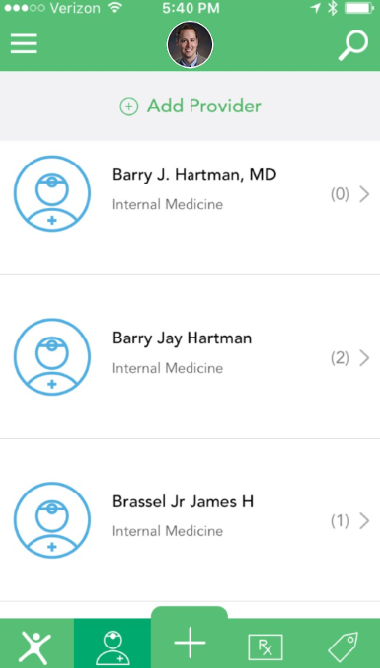 Verizon 5:40 PM
Add Provider
Barry J. Hartman, MD
Internal Medicine
(0)
Barry Jay Hartman
Internal Medicine
(2)
Brassel Jr James H
Internal Medicine
(1)
Rx